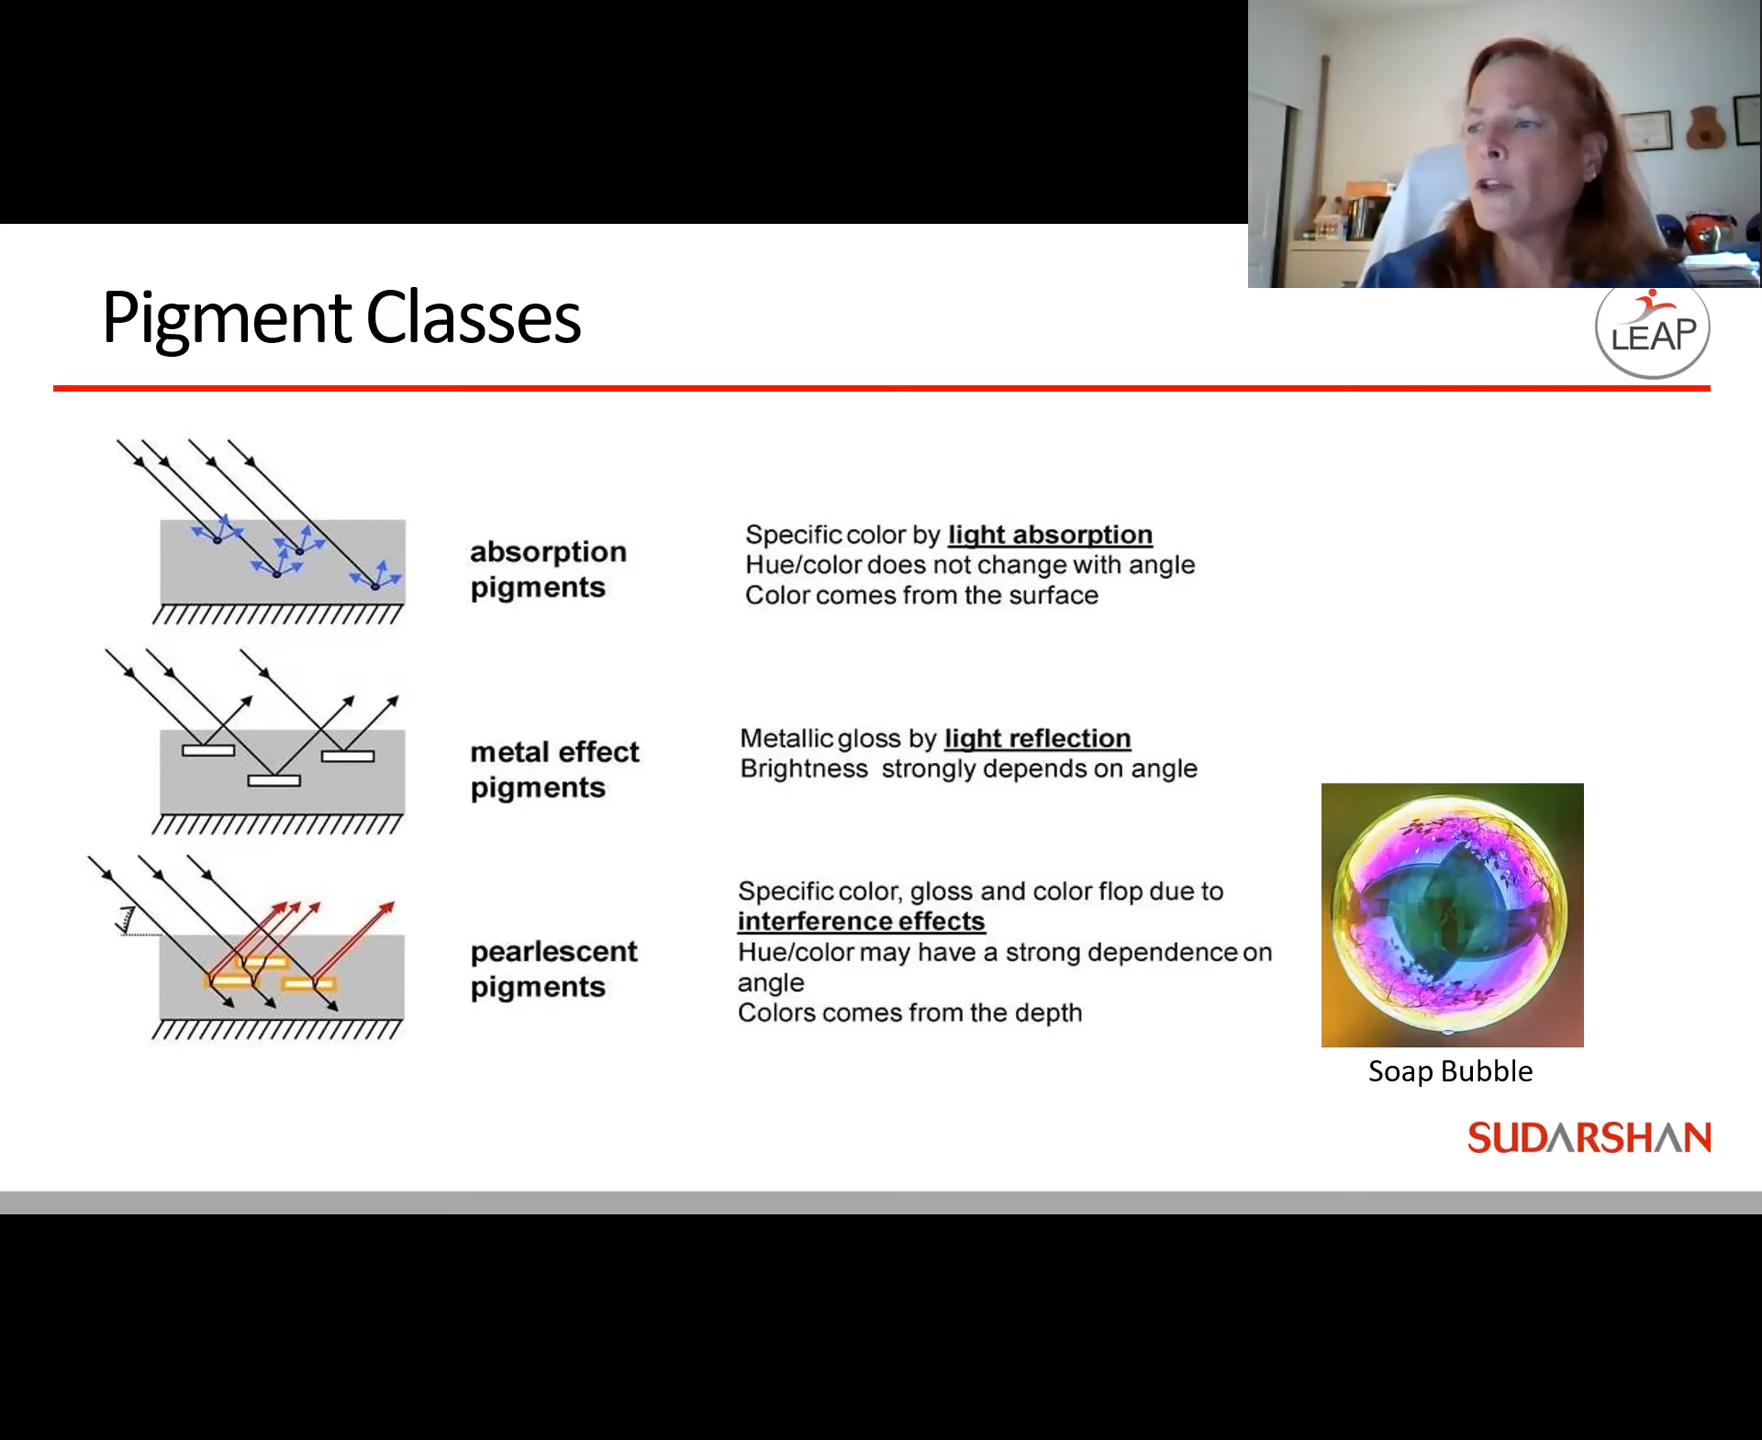 Pigment Classes
LEAP
absorption
pigments
Specific color by light absorption
Hue/color does not change with angle
Color comes from the surface
metal effect
pigments
Metallic gloss by light reflection
Brightness strongly depends on angle
pearlescent
pigments
Specific color, gloss and color flop due to
interference effects
Hue/color may have a strong dependence on
angle
Colors comes from the depth
Soap Bubble
SUDARSHAN